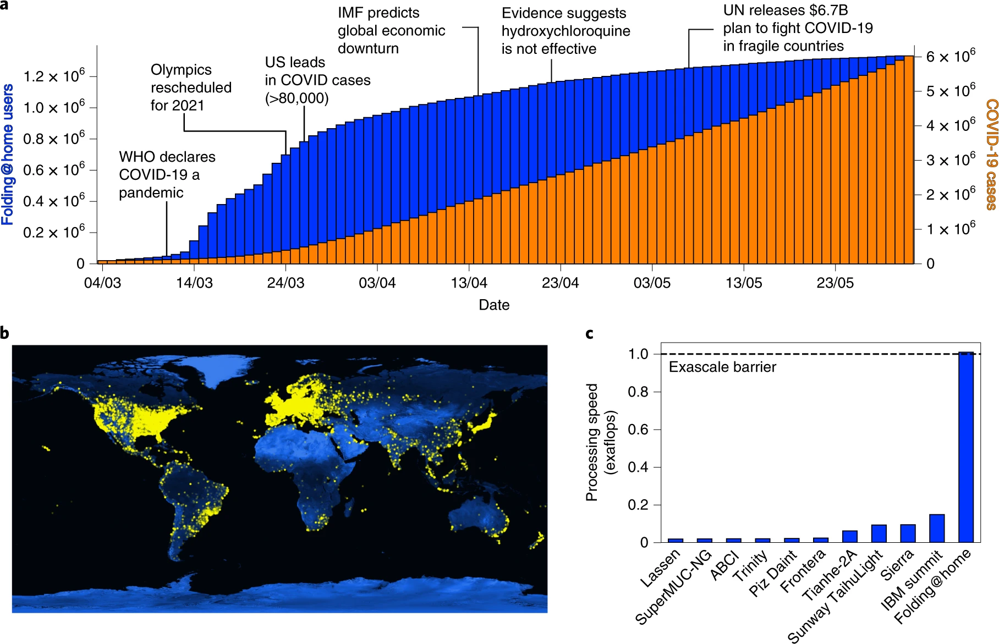 a
IMF predicts
global economic
downturn
Evidence suggests
hydroxychloroquine
is not effective
UN releases $6.7B
plan to fight COVID-19
in fragile countries
Olympics
rescheduled
for 2021
US leads
in COVID cases
(>80,000)
WHO declares
COVID-19 a
pandemic
Folding@home users
1.2 × 10⁶
1.0 × 10⁶
0.8 × 10⁶
0.6 × 10⁶
0.4 × 10⁶
0.2 × 10⁶
0
6 × 10⁶
5 × 10⁶
4 × 10⁶
3 × 10⁶
2 × 10⁶
1 × 10⁶
0
COVID-19 cases
04/03 14/03 24/03 03/04 13/04 23/04 03/05 13/05 23/05
Date
b
c
Processing speed
(exaflops)
1.0
0.8
0.6
0.4
0.2
0
Exascale barrier
Lassen
SuperMUC-NG
ABCI
Trinity
Piz Daint
Frontera
Tianhe-2A
Sunway TaihuLight
Sierra
IBM summit
Folding@home